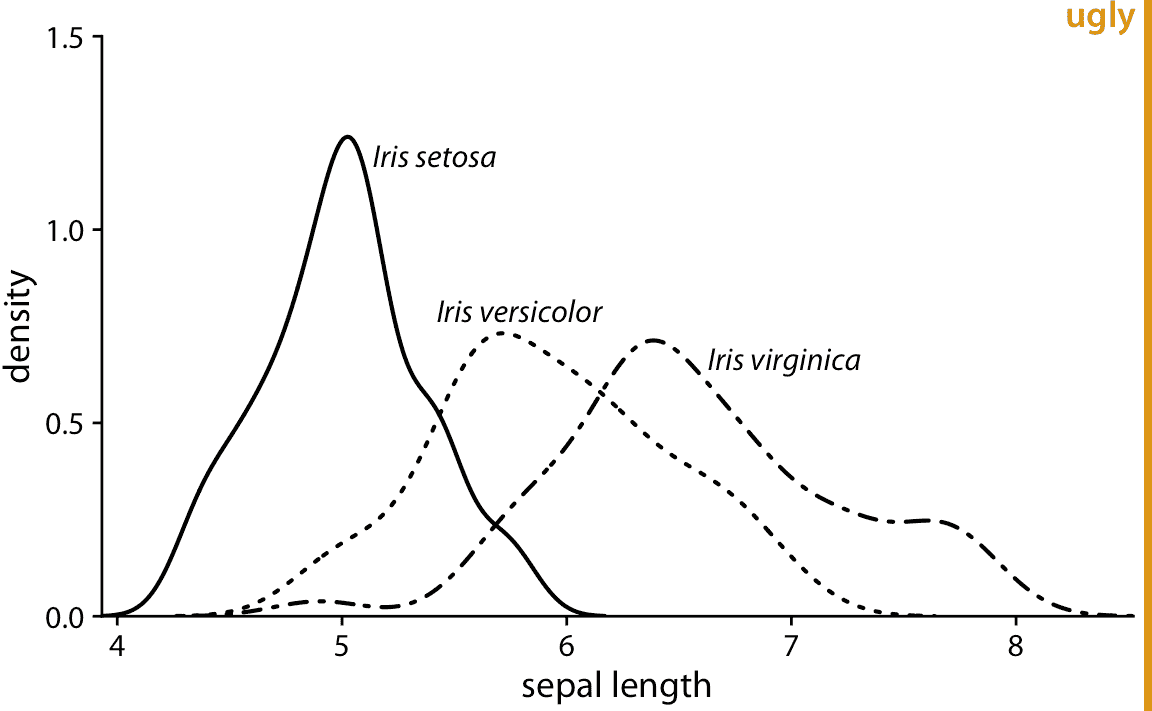 ugly
1.5
1.0
0.5
0.0
density
Iris setosa
Iris versicolor
Iris virginica
4 5 6 7 8
sepal length